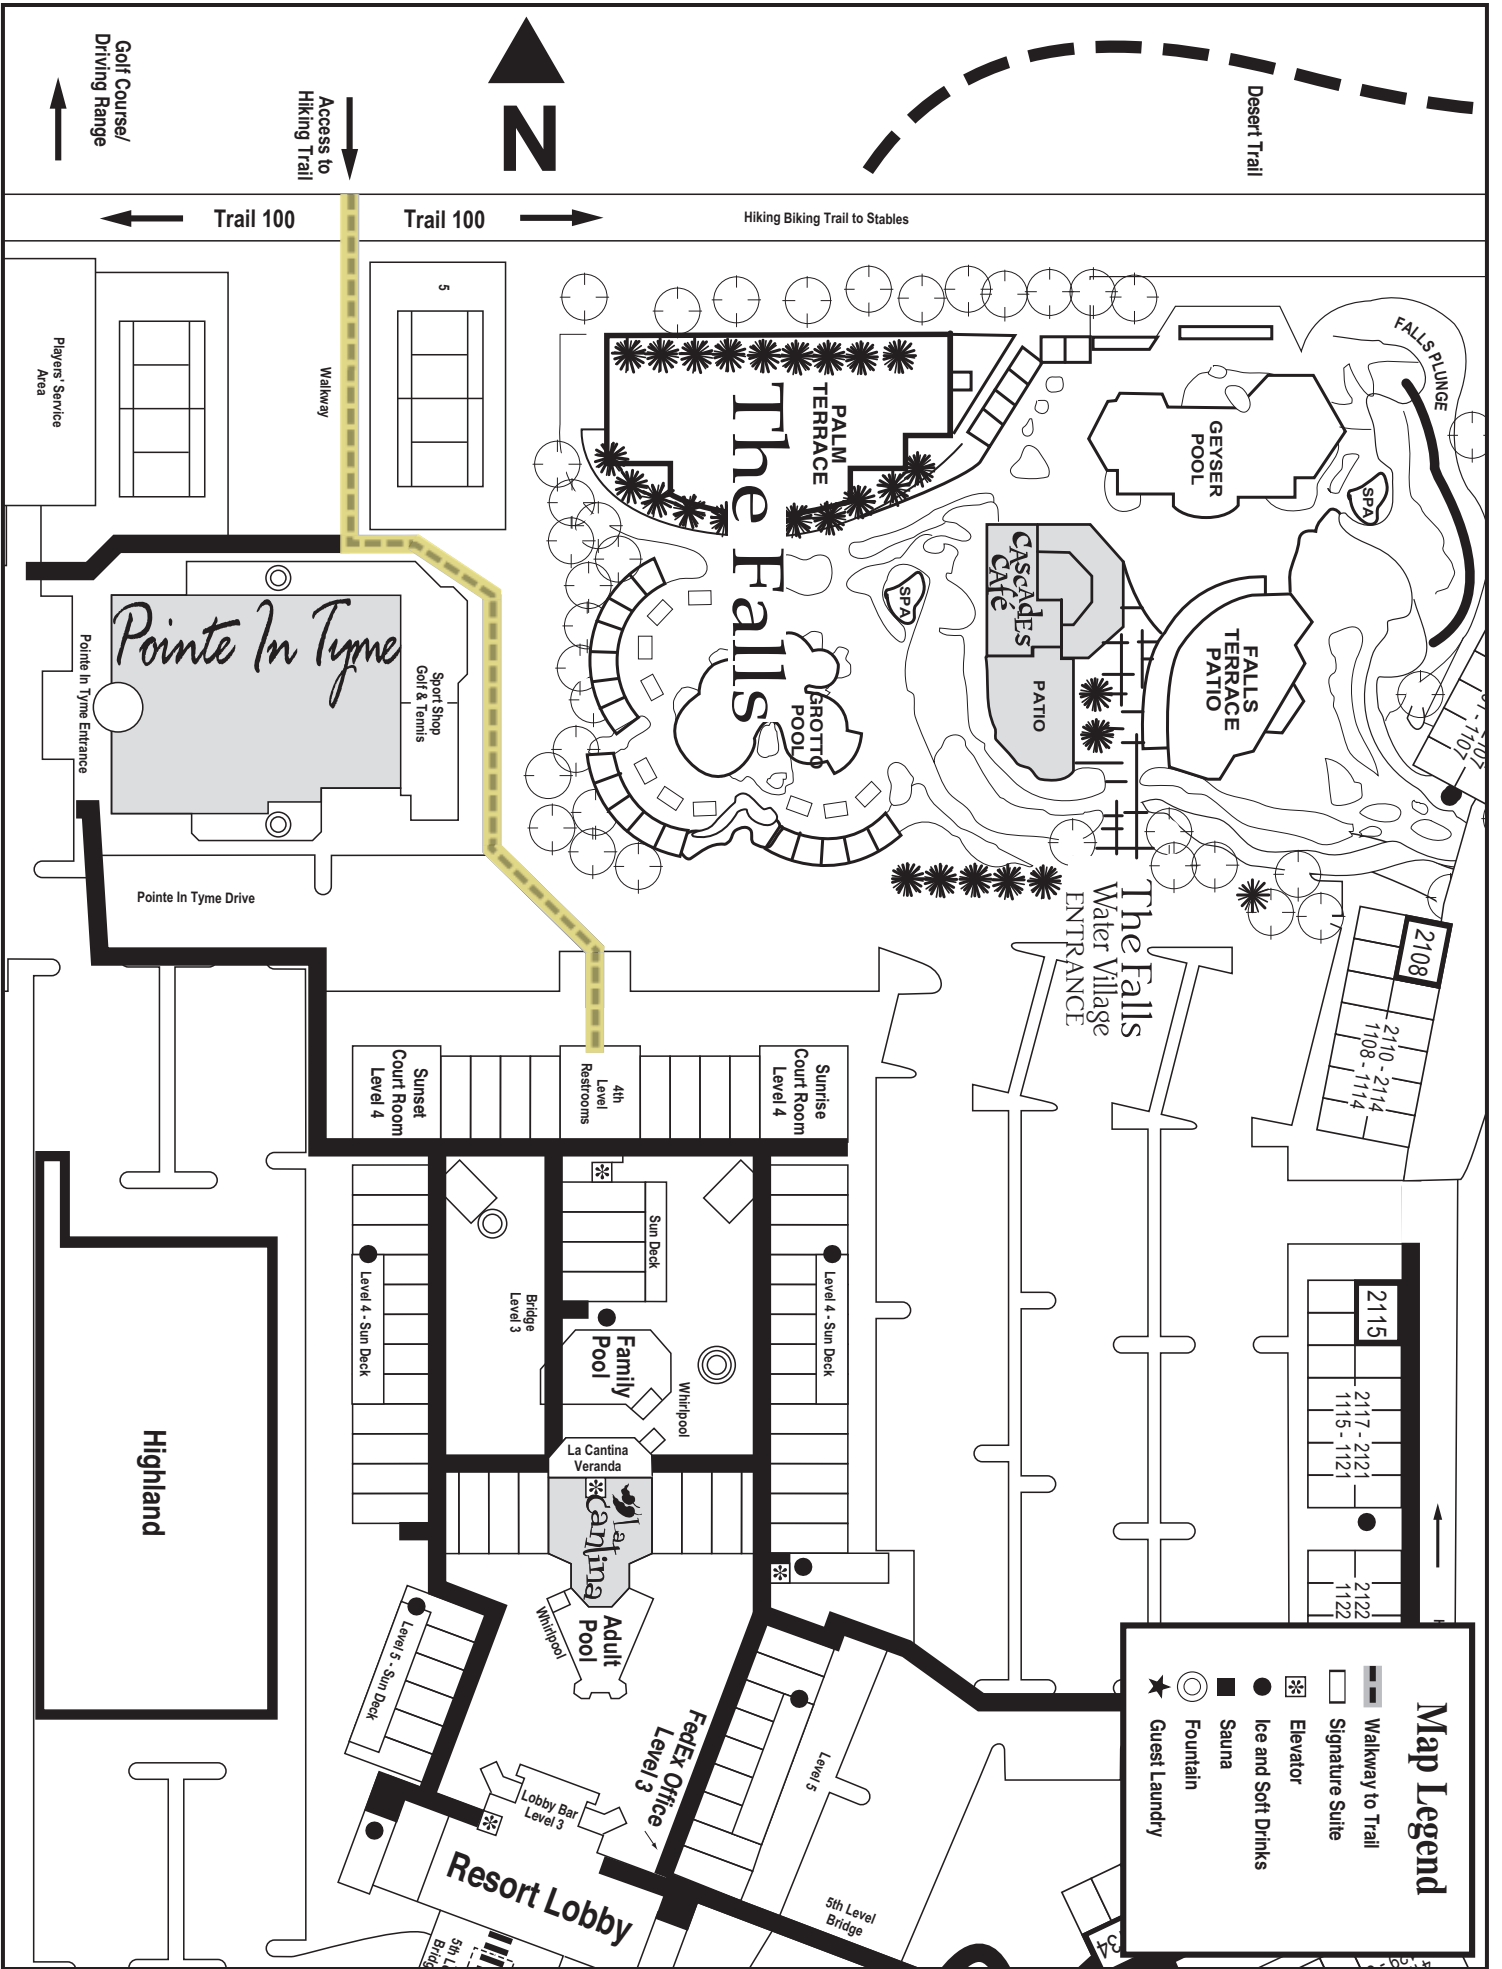 Golf Course/
Driving Range
Access to
Hiking Trail
N
Desert Trail
Trail 100
Trail 100
Hiking Biking Trail to Stables
Players' Service
Area
Walkway
5
PALM
TERRACE
The Falls
GEYSER
POOL
FALLS PLUNGE
SPA
SPA
CASCADES
CAFé
PATIO
FALLS
TERRACE
PATIO
GROTTO
POOL
Pointe In Tyme
Pointe In Tyme Entrance
Sport Shop
Golf & Tennis
Pointe In Tyme Drive
1107
The Falls
Water Village
ENTRANCE
2108
2110 - 2114
1108 - 1114
Sunset
Court Room
Level 4
4th
Level
Restrooms
Sunrise
Court Room
Level 4
Sun Deck
Level 4 - Sun Deck
Level 4 - Sun Deck
Bridge
Level 3
Family
Pool
Whirlpool
La Cantina
Veranda
La
Cantina
Adult
Pool
Whirlpool
Highland
2115
2117 - 2121
1115 - 1121
2122
1122
Level 5 - Sun Deck
Level 5
FedEx Office
Level 3
Lobby Bar
Level 3
Resort Lobby
5th Level
Bridge
Map Legend
Walkway to Trail
Signature Suite
Elevator
Ice and Soft Drinks
Sauna
Fountain
Guest Laundry